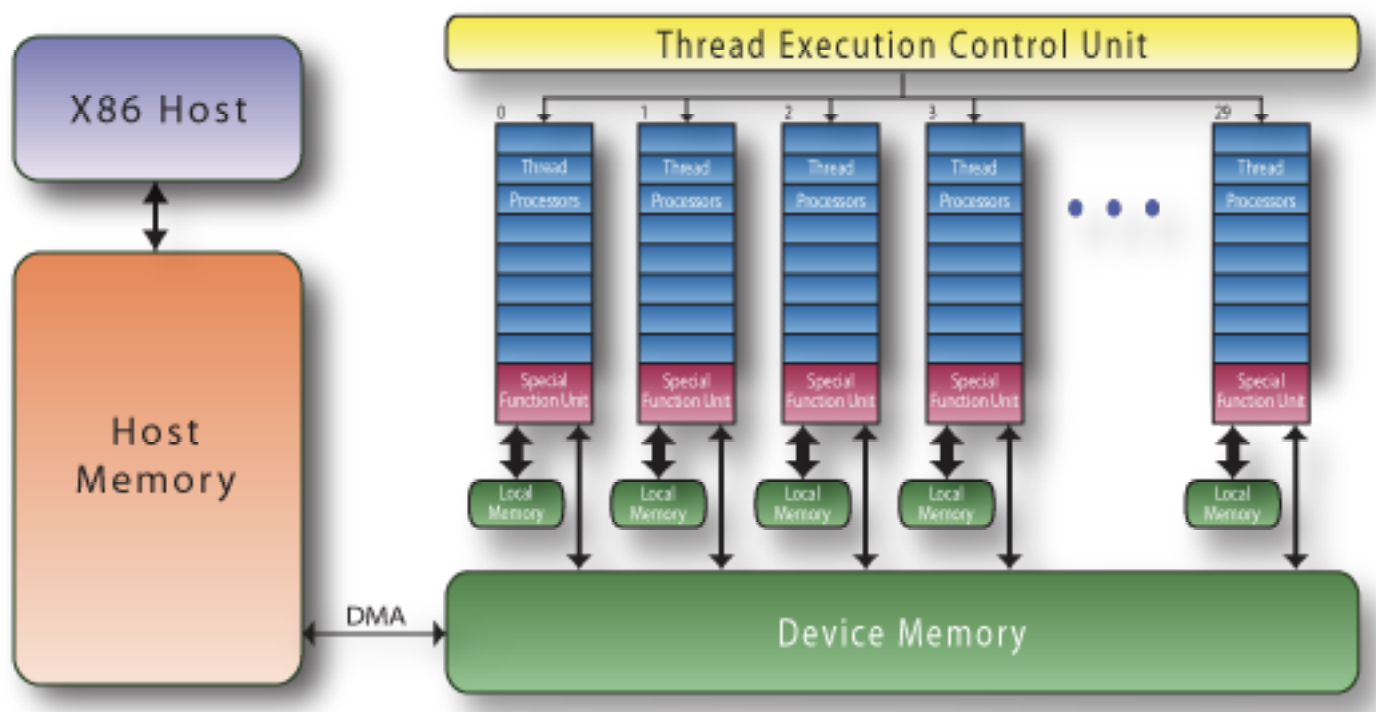 Thread Execution Control Unit
X86 Host
0
1
2
3
29
Thread
Processors
Thread
Processors
Thread
Processors
Thread
Processors
Thread
Processors
Special
Function Unit
Special
Function Unit
Special
Function Unit
Special
Function Unit
Special
Function Unit
Host
Memory
Local
Memory
Local
Memory
Local
Memory
Local
Memory
Local
Memory
DMA
Device Memory